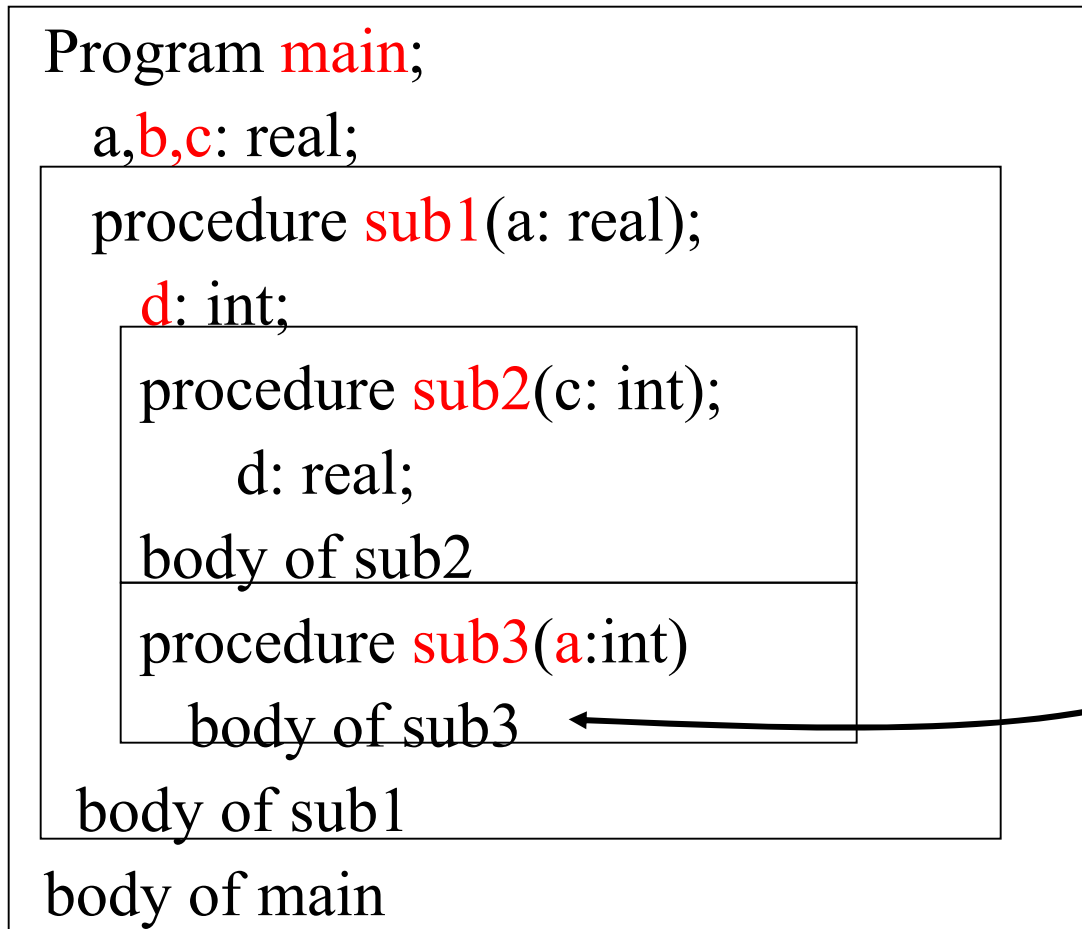 Program main;
a,b,c: real;
procedure sub1(a: real);
d: int;
procedure sub2(c: int);
d: real;
body of sub2
procedure sub3(a:int)
body of sub3
body of sub1
body of main